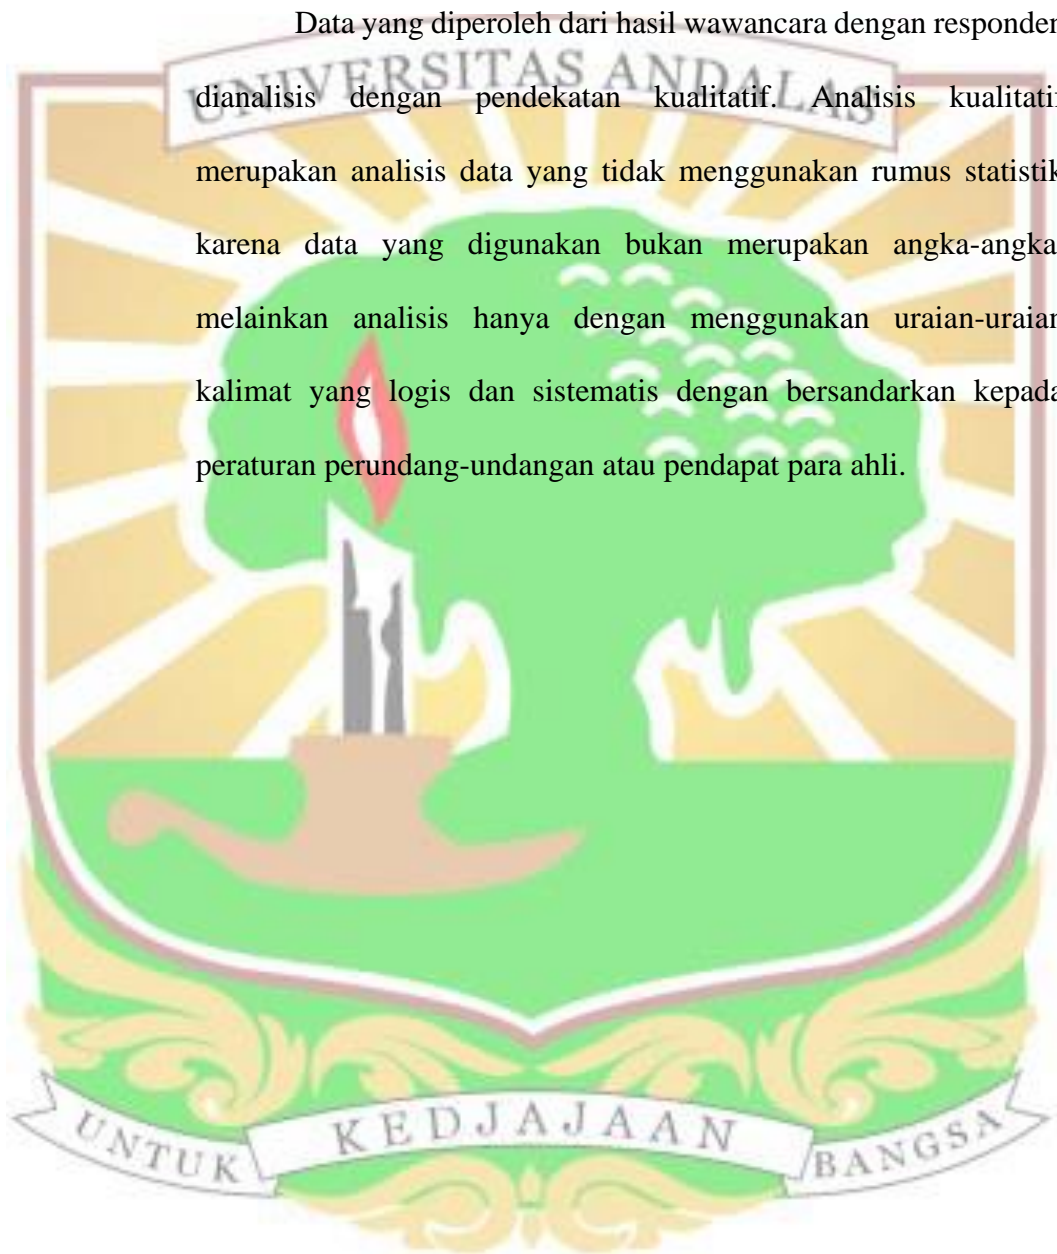 Data yang diperoleh dari hasil wawancara dengan responden
UNIVERSITAS ANDALAS
dianalisis dengan pendekatan kualitatif. Analisis kualitatif
merupakan analisis data yang tidak menggunakan rumus statistik
karena data yang digunakan bukan merupakan angka-angka
melainkan analisis hanya dengan menggunakan uraian-uraian
kalimat yang logis dan sistematis dengan bersandarkan kepada
peraturan perundang-undangan atau pendapat para ahli.
UNTUK KEDJAJAAN BANGSA